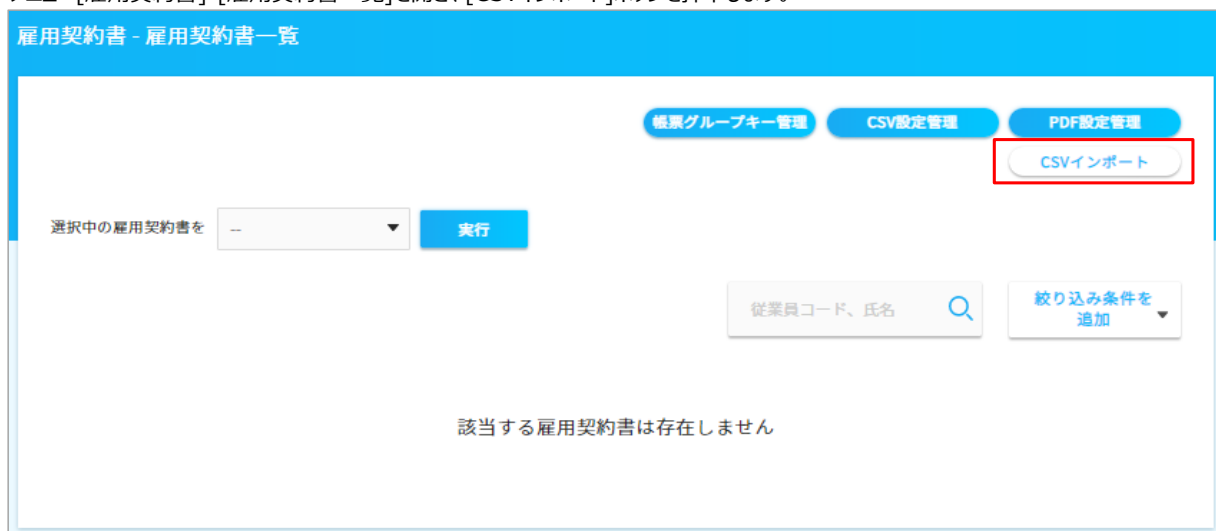 雇用契約書 - 雇用契約書一覧
帳票グループキー管理 CSV設定管理 PDF設定管理
CSVインポート
選択中の雇用契約書を -- 実行
従業員コード、氏名 絞り込み条件を
追加
該当する雇用契約書は存在しません